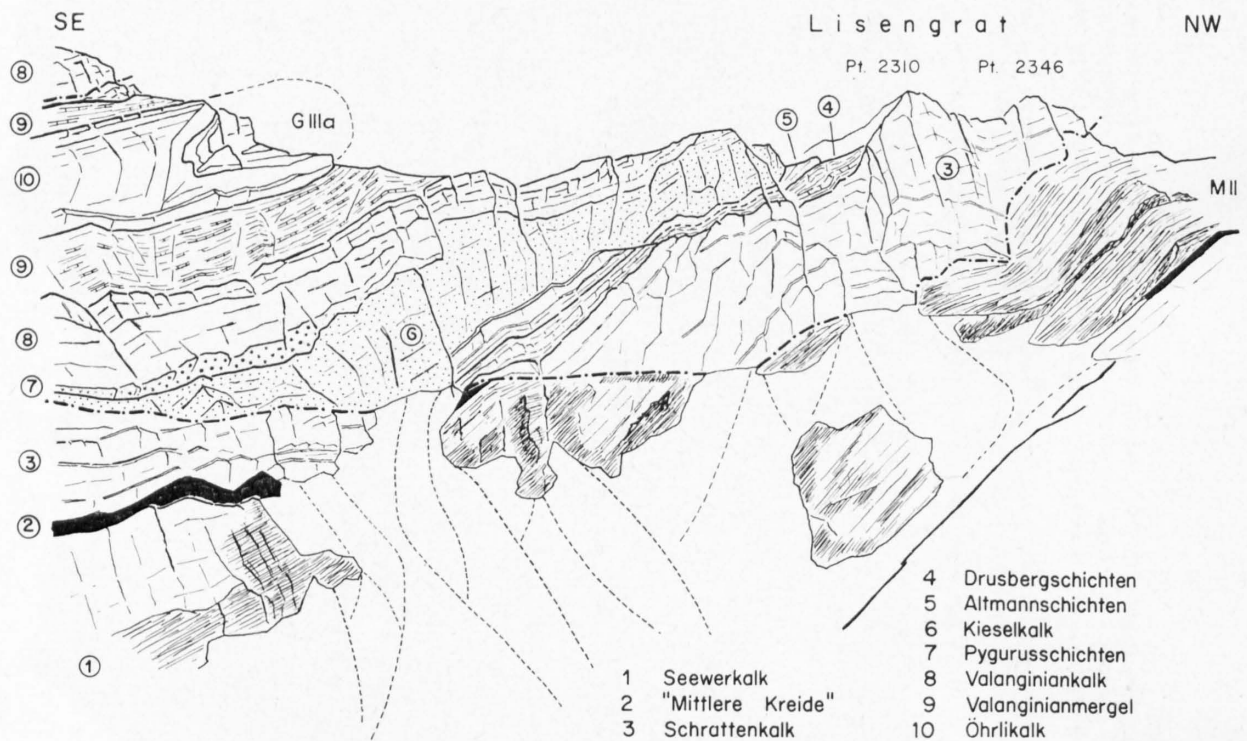 SE
Lisengrat
NW
Pt. 2310
Pt. 2346
8
9
G IIIa
5
4
10
3
M II
9
6
8
7
3
2
1
4 Drusbergschichten
5 Altmannschichten
6 Kieselkalk
7 Pygurusschichten
8 Valanginiankalk
9 Valanginianmergel
10 Öhrlikalk
1 Seewerkalk
2 "Mittlere Kreide"
3 Schrattenkalk